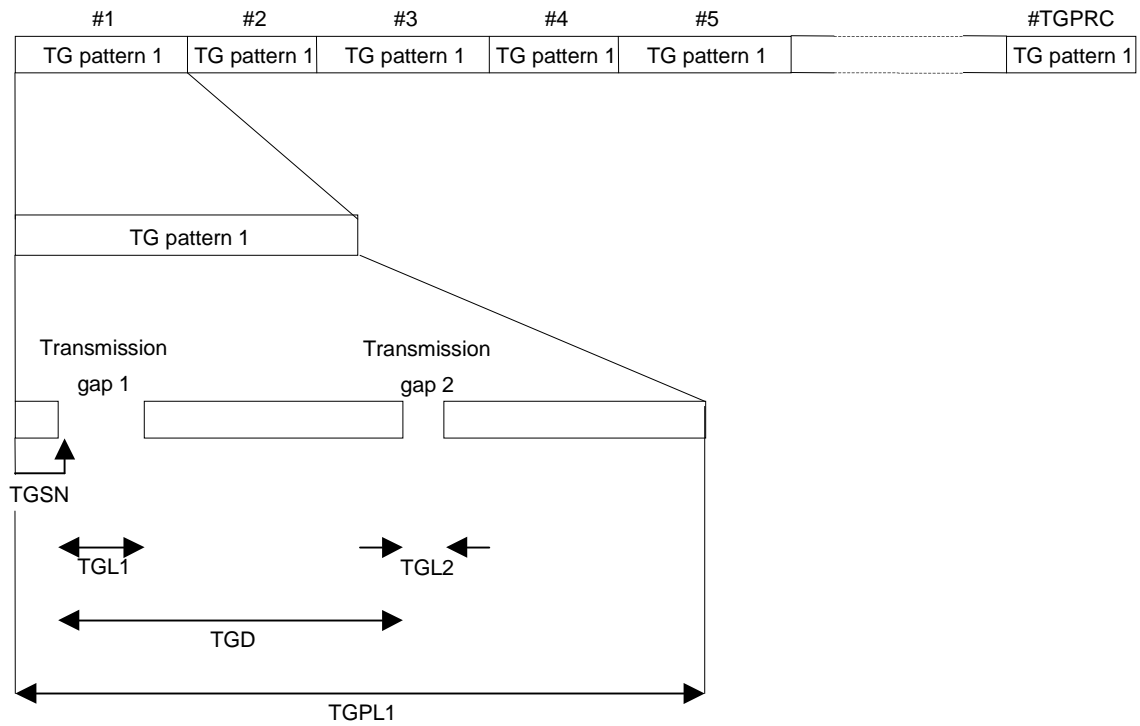 #1 #2 #3 #4 #5 #TGPRC
TG pattern 1 TG pattern 1 TG pattern 1 TG pattern 1 TG pattern 1 TG pattern 1
TG pattern 1
Transmission
gap 1
Transmission
gap 2
TGSN
TGL1 TGL2
TGD
TGPL1